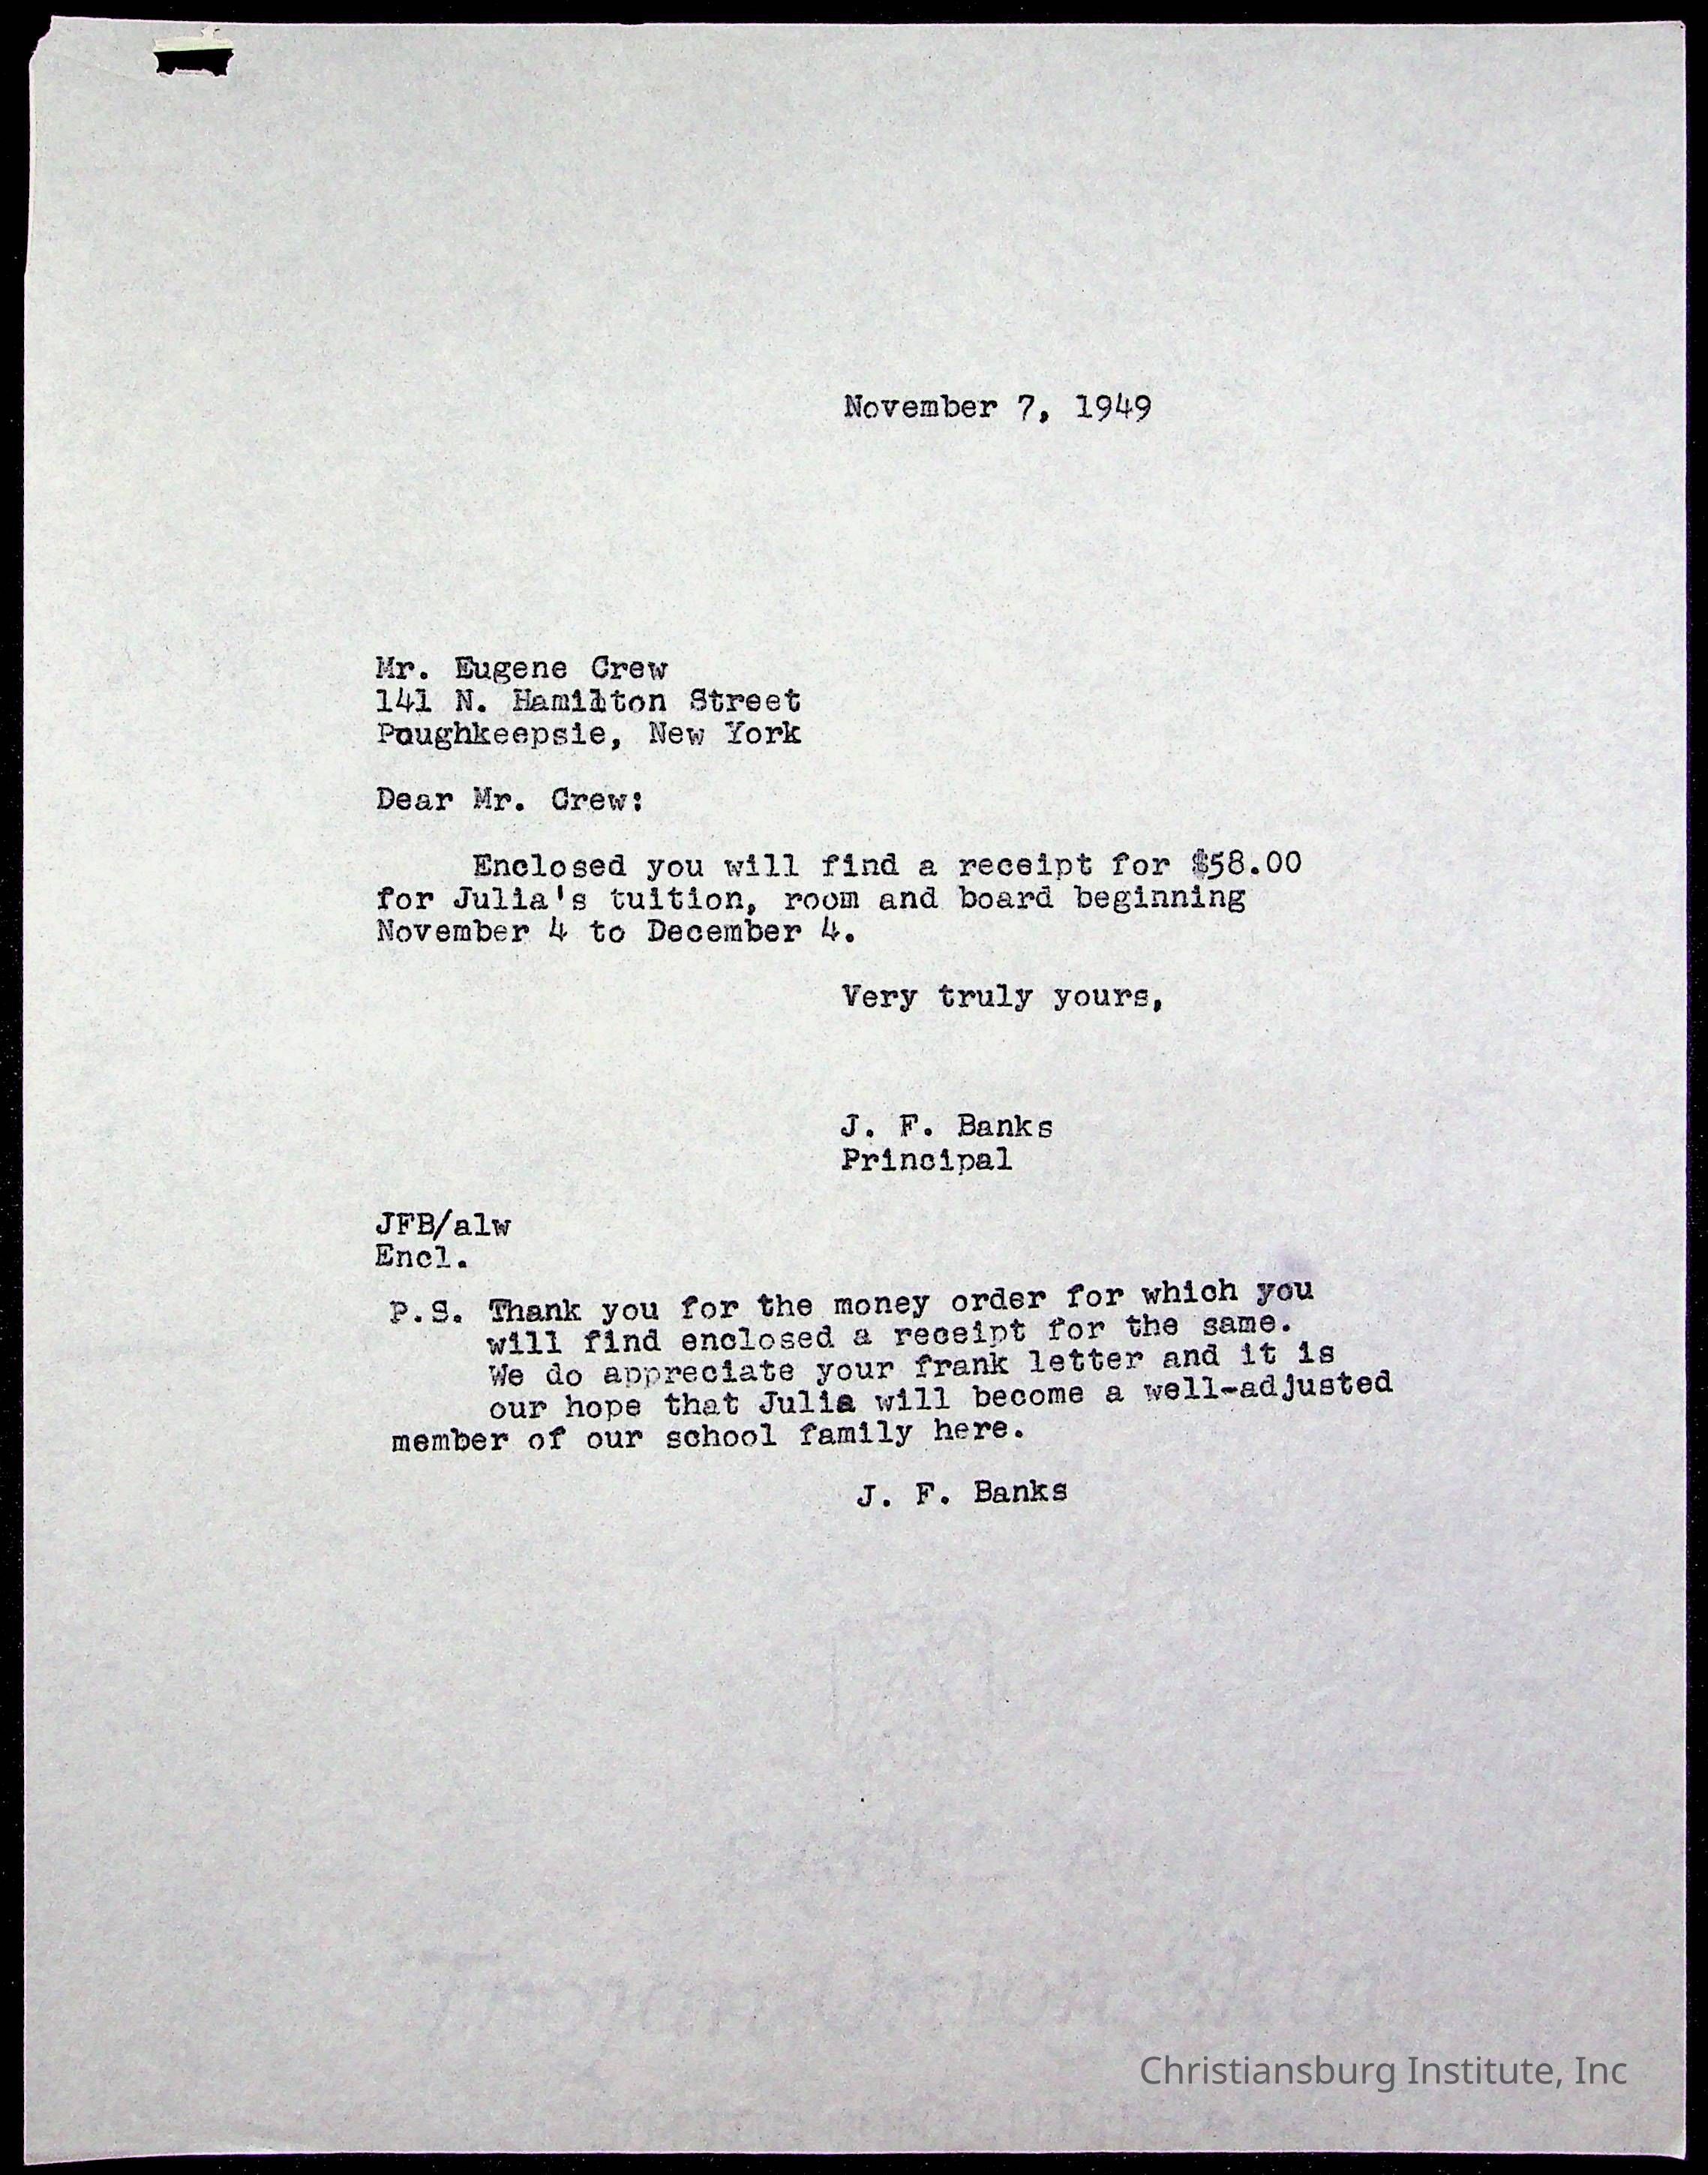 November 7, 1949
Mr. Eugene Crew
141 N. Hamilton Street
Poughkeepsie, New York
Dear Mr. Crew:
Enclosed you will find a receipt for $58.00
for Julia's tuition, room and board beginning
November 4 to December 4.
Very truly yours,
J. F. Banks
Principal
JFB/alw
Encl.
P.S. Thank you for the money order for which you
will find enclosed a receipt for the same.
We do appreciate your frank letter and it is
our hope that Julia will become a well-adjusted
member of our school family here.
J. F. Banks
Christiansburg Institute, Inc